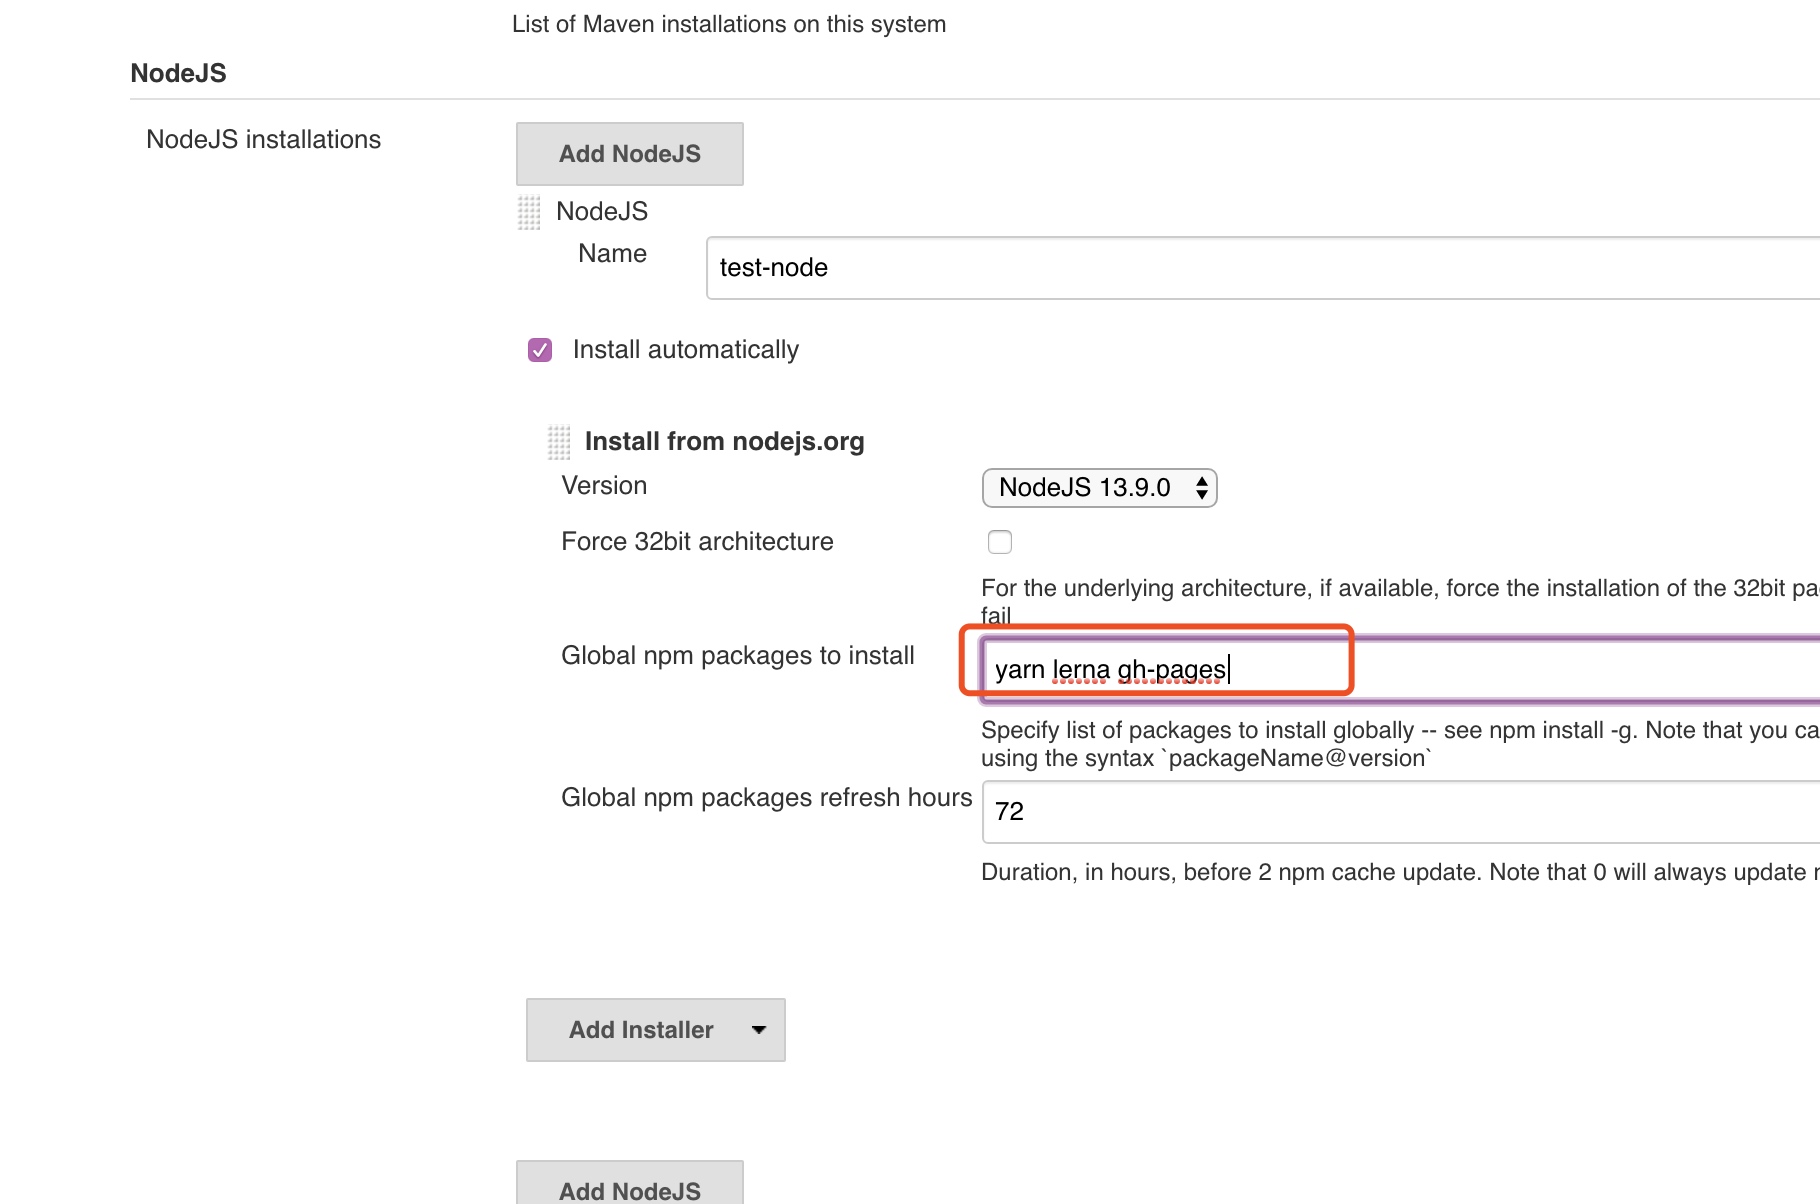 List of Maven installations on this system
NodeJS
NodeJS installations
Add NodeJS
NodeJS
Name
test-node
Install automatically
Install from nodejs.org
Version
NodeJS 13.9.0
Force 32bit architecture
For the underlying architecture, if available, force the installation of the 32bit pa
fail
Global npm packages to install
yarn lerna gh-pages
Specify list of packages to install globally -- see npm install -g. Note that you ca
using the syntax `packageName@version`
Global npm packages refresh hours
72
Duration, in hours, before 2 npm cache update. Note that 0 will always update
Add Installer
Add NodeJS